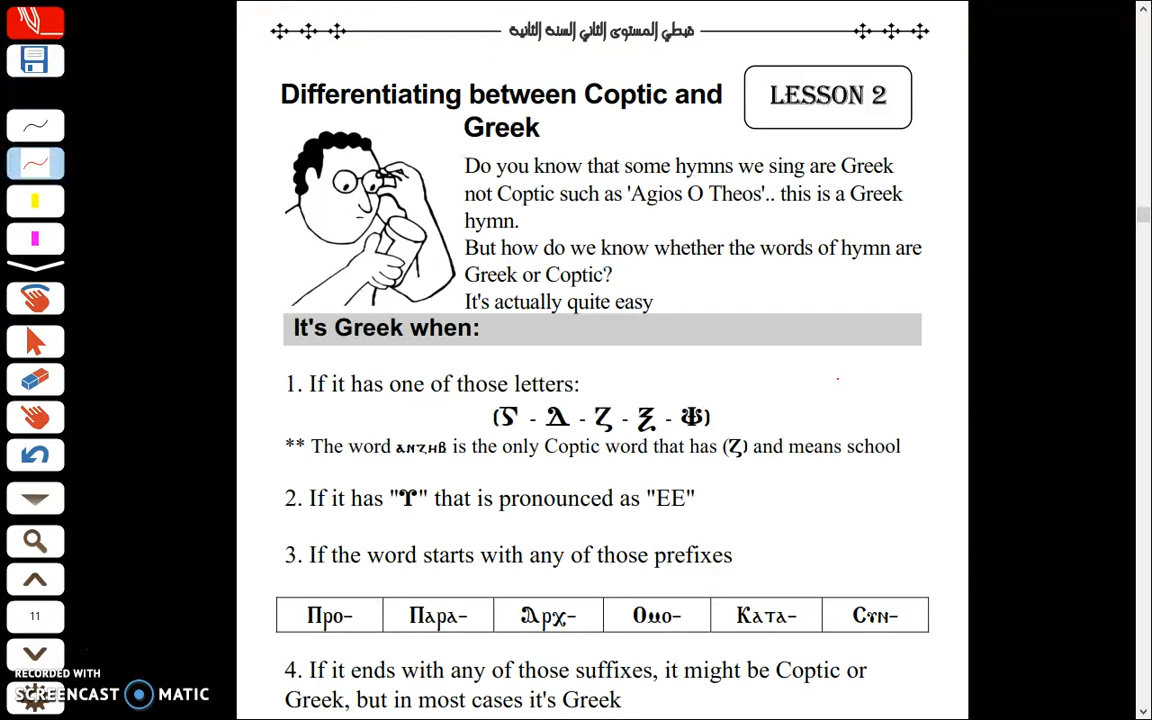 قبطي المستوى الثاني السنة الثانية
Differentiating between Coptic and
Greek
LESSON 2
Do you know that some hymns we sing are Greek
not Coptic such as 'Agios O Theos'.. this is a Greek
hymn.
But how do we know whether the words of hymn are
Greek or Coptic?
It's actually quite easy
It's Greek when:
1. If it has one of those letters:
(Ⲋ - Ⲇ - Ⲍ - Ⲝ - Ⲯ)
** The word ⲁⲛⲍⲏⲃ is the only Coptic word that has (Ⲍ) and means school
2. If it has "Ⲩ" that is pronounced as "EE"
3. If the word starts with any of those prefixes
Ⲡⲣⲟ- Ⲡⲁⲣⲁ- Ⲁⲣⲭ- Ⲟⲙⲟ- Ⲕⲁⲧⲁ- Ⲥⲩⲛ-
4. If it ends with any of those suffixes, it might be Coptic or
Greek, but in most cases it's Greek
11
RECORDED WITH
SCREENCAST MATIC